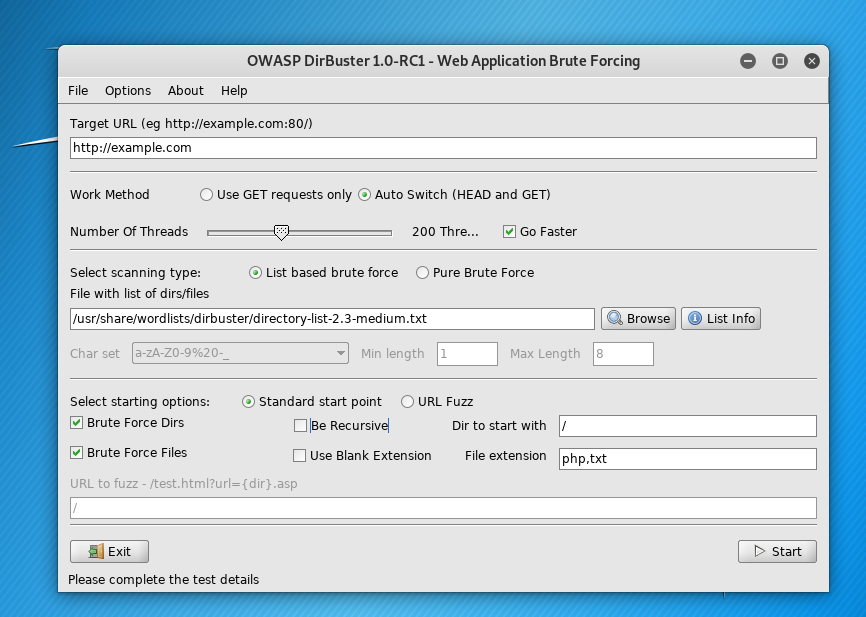 OWASP DirBuster 1.0-RC1 - Web Application Brute Forcing
File Options About Help
Target URL (eg http://example.com:80/)
http://example.com
Work Method Use GET requests only Auto Switch (HEAD and GET)
Number Of Threads 200 Thre... Go Faster
Select scanning type: List based brute force Pure Brute Force
File with list of dirs/files
/usr/share/wordlists/dirbuster/directory-list-2.3-medium.txt Browse List Info
Char set a-zA-Z0-9%20-_ Min length 1 Max Length 8
Select starting options: Standard start point URL Fuzz
Brute Force Dirs Be Recursive Dir to start with /
Brute Force Files Use Blank Extension File extension php,txt
URL to fuzz - /test.html?url={dir}.asp
/
Exit Start
Please complete the test details